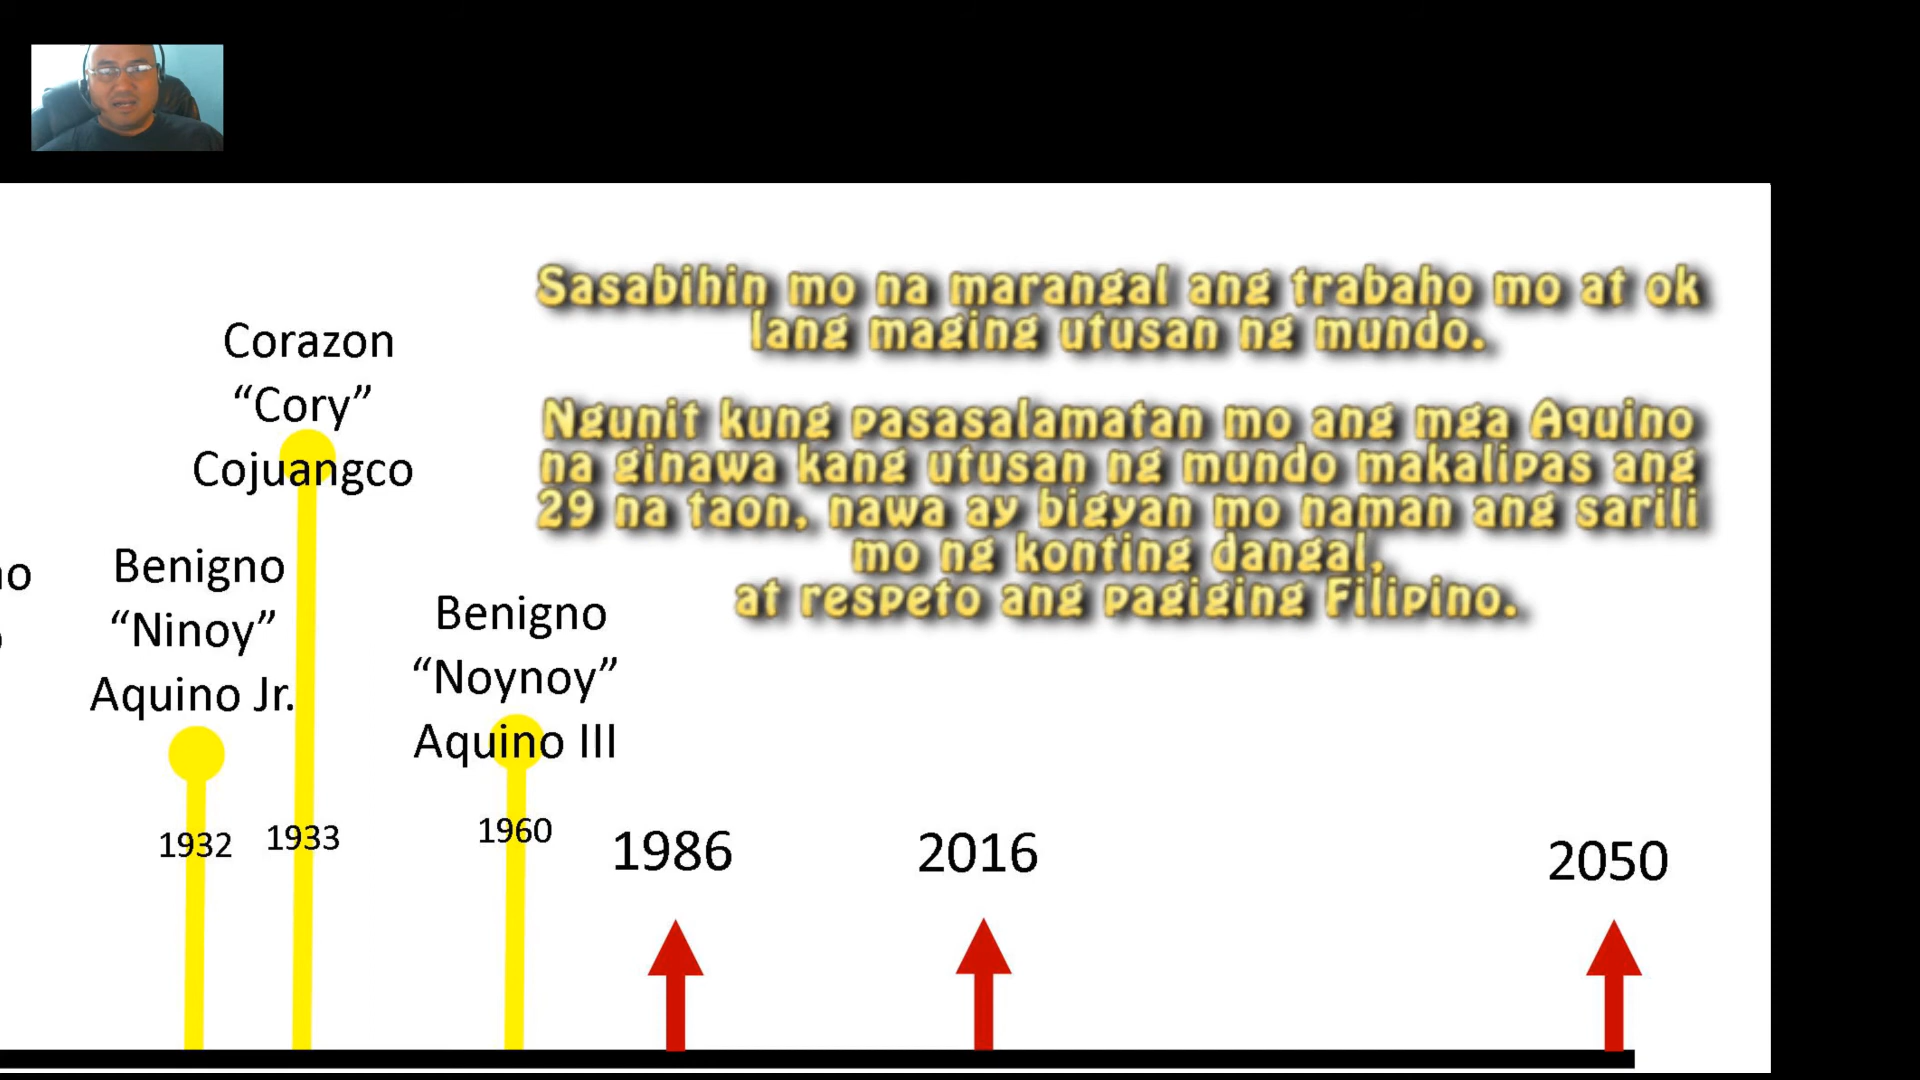 Sasabihin mo na marangal ang trabaho mo at ok
lang maging utusan ng mundo.
Ngunit kung pasasalamatan mo ang mga Aquino
na ginawa kang utusan ng mundo makalipas ang
29 na taon, nawa ay bigyan mo naman ang sarili
mo ng konting dangal,
at respeto ang pagiging Filipino.
Corazon
“Cory”
Cojuangco
Benigno
“Ninoy”
Aquino Jr.
Benigno
“Noynoy”
Aquino III
1932
1933
1960
1986
2016
2050